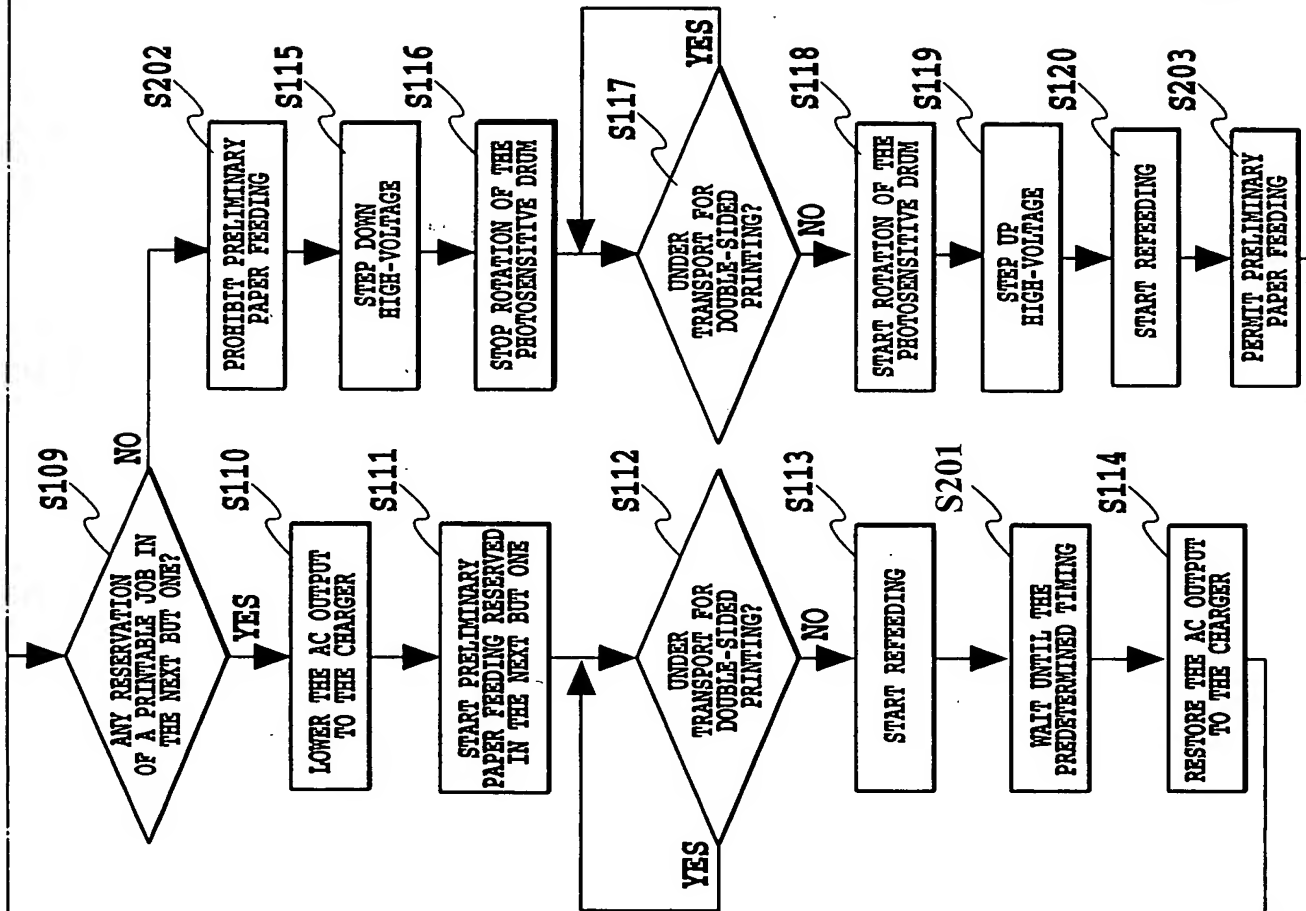 S109
ANY RESERVATION
OF A PRINTABLE JOB IN
THE NEXT BUT ONE?
NO
YES
S110
LOWER THE AC OUTPUT
TO THE CHARGER
S111
START PRELIMINARY
PAPER FEEDING RESERVED
IN THE NEXT BUT ONE
S112
UNDER
TRANSPORT FOR
DOUBLE-SIDED
PRINTING?
YES
NO
S113
START REFEEDING
S201
WAIT UNTIL THE
PREDETERMINED TIMING
S114
RESTORE THE AC OUTPUT
TO THE CHARGER
S202
PROHIBIT PRELIMINARY
PAPER FEEDING
S115
STEP DOWN
HIGH-VOLTAGE
S116
STOP ROTATION OF THE
PHOTOSENSITIVE DRUM
S117
UNDER
TRANSPORT FOR
DOUBLE-SIDED
PRINTING?
YES
NO
S118
START ROTATION OF THE
PHOTOSENSITIVE DRUM
S119
STEP UP
HIGH-VOLTAGE
S120
START REFEEDING
S203
PERMIT PRELIMINARY
PAPER FEEDING